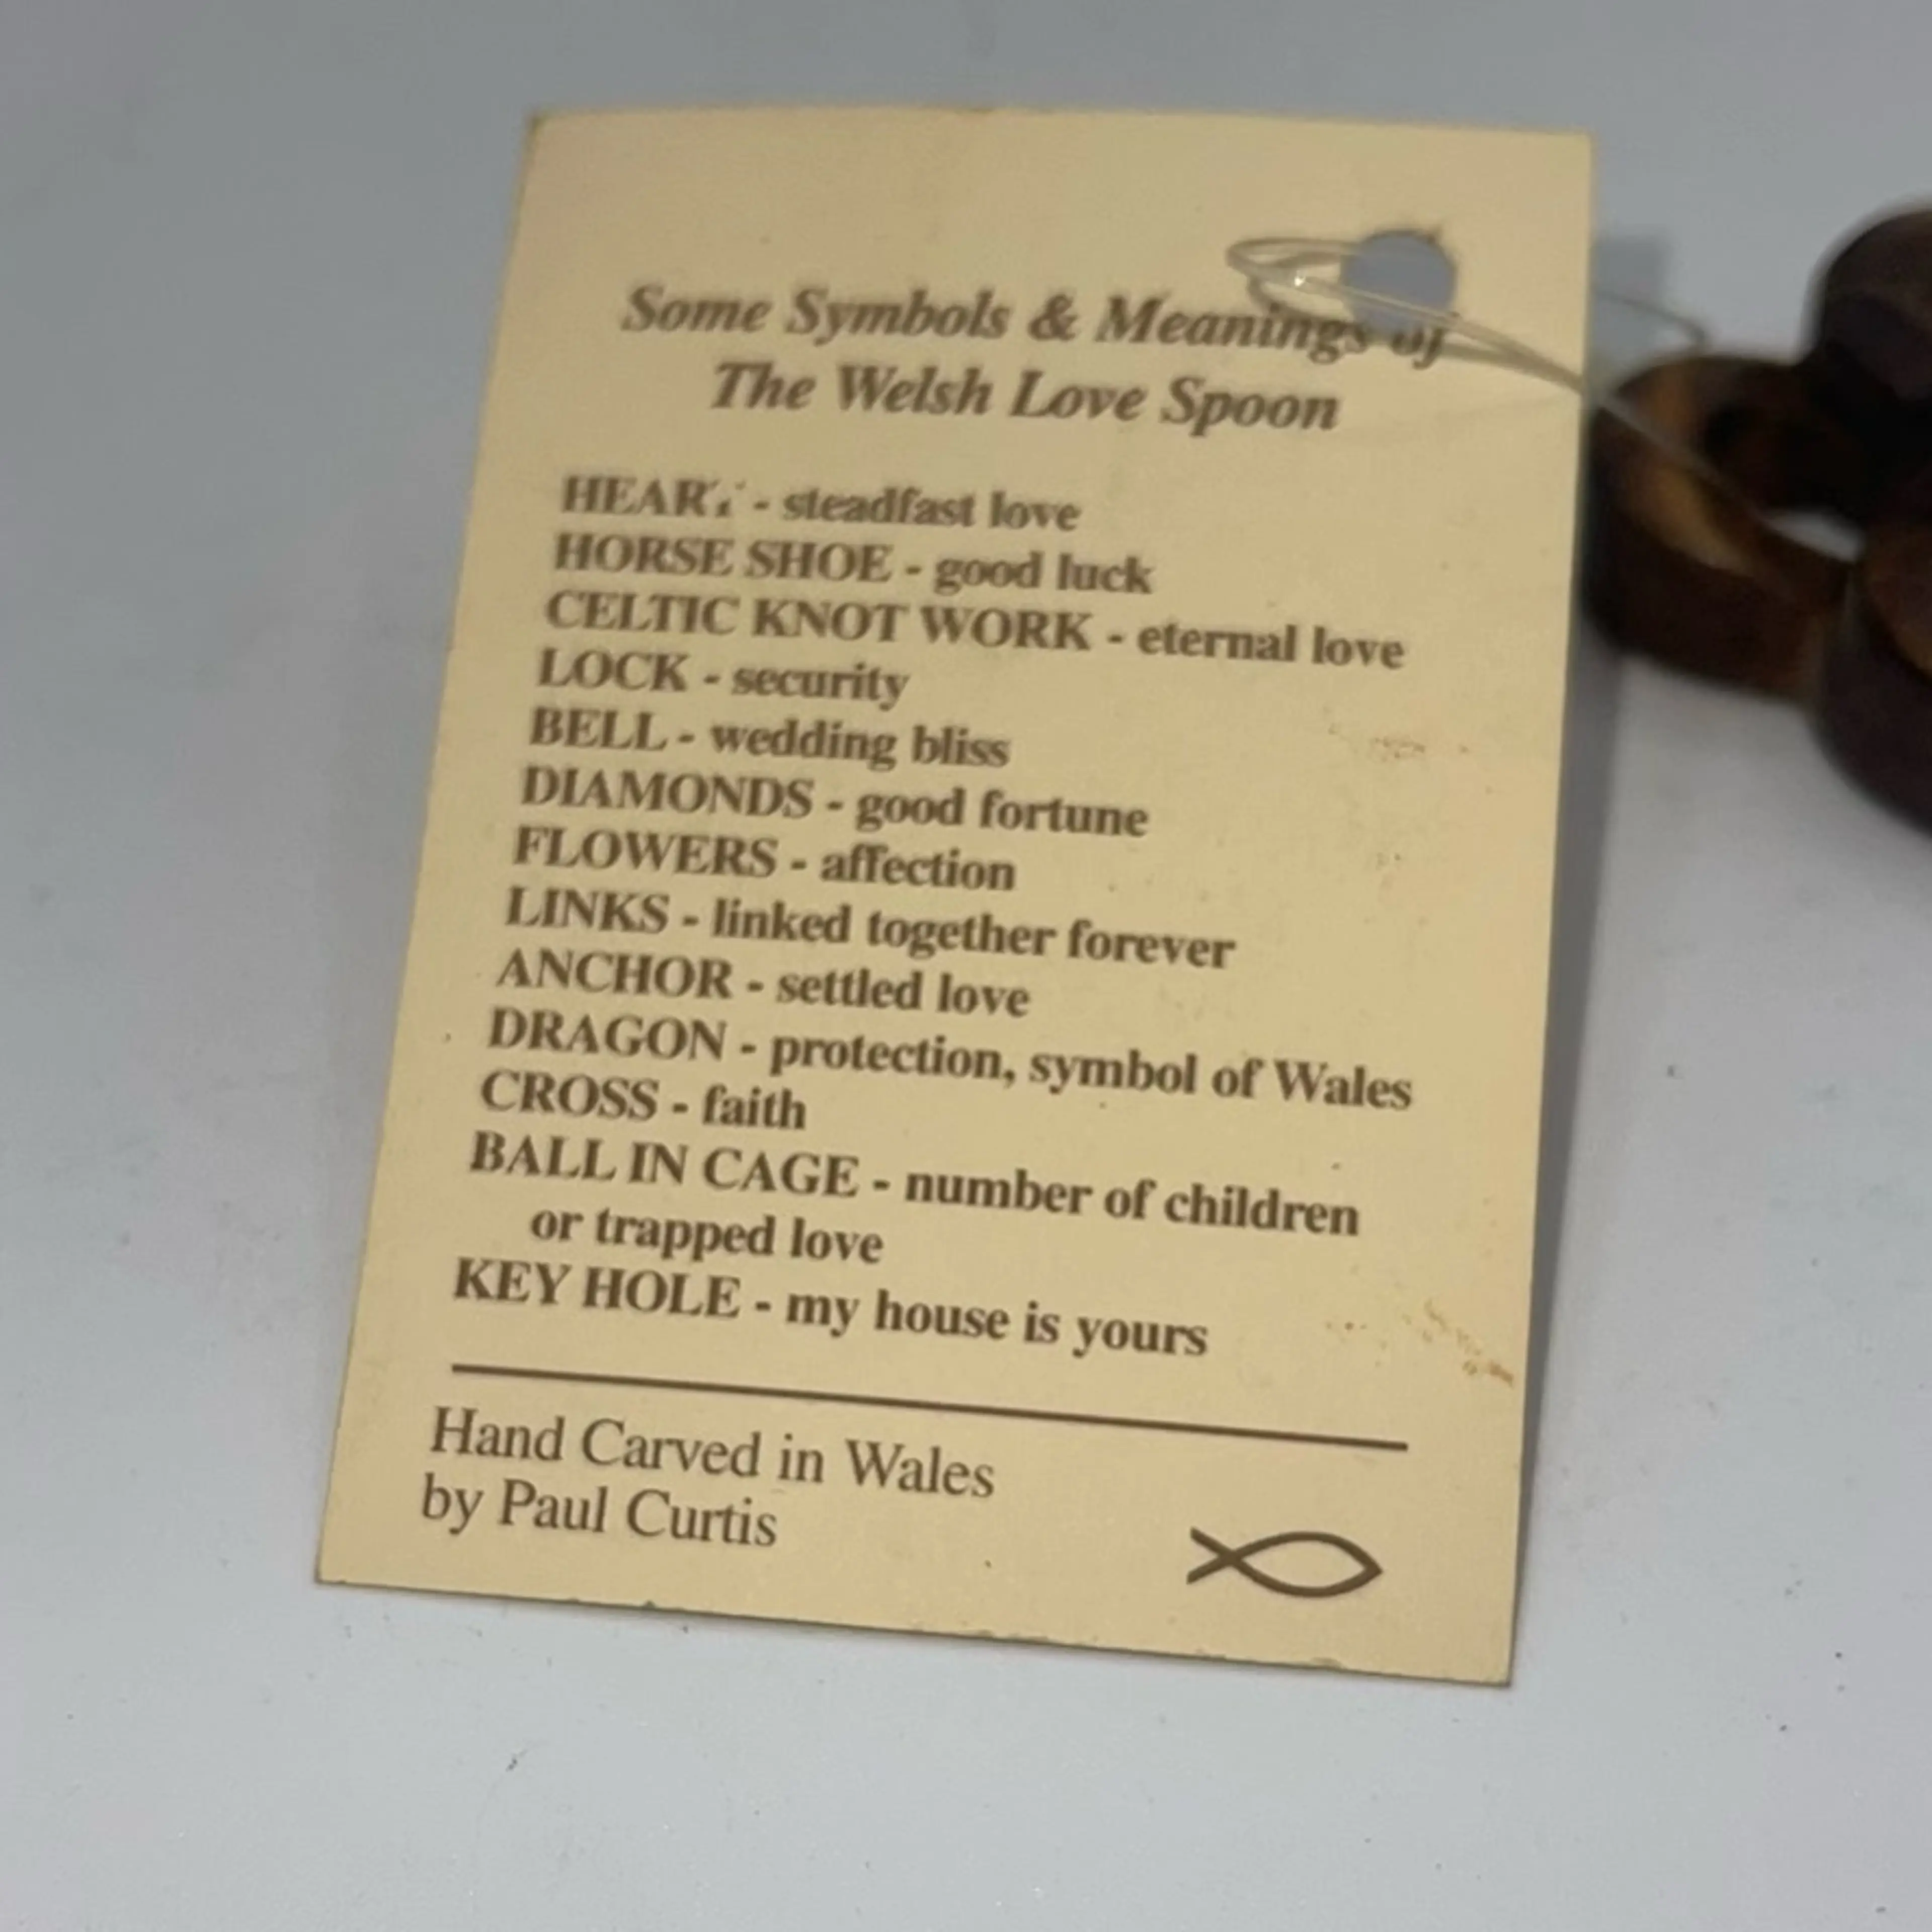 Some Symbols & Meanings of
The Welsh Love Spoon
HEART - steadfast love
HORSE SHOE - good luck
CELTIC KNOT WORK - eternal love
LOCK - security
BELL - wedding bliss
DIAMONDS - good fortune
FLOWERS - affection
LINKS - linked together forever
ANCHOR - settled love
DRAGON - protection, symbol of Wales
CROSS - faith
BALL IN CAGE - number of children
or trapped love
KEY HOLE - my house is yours
Hand Carved in Wales
by Paul Curtis